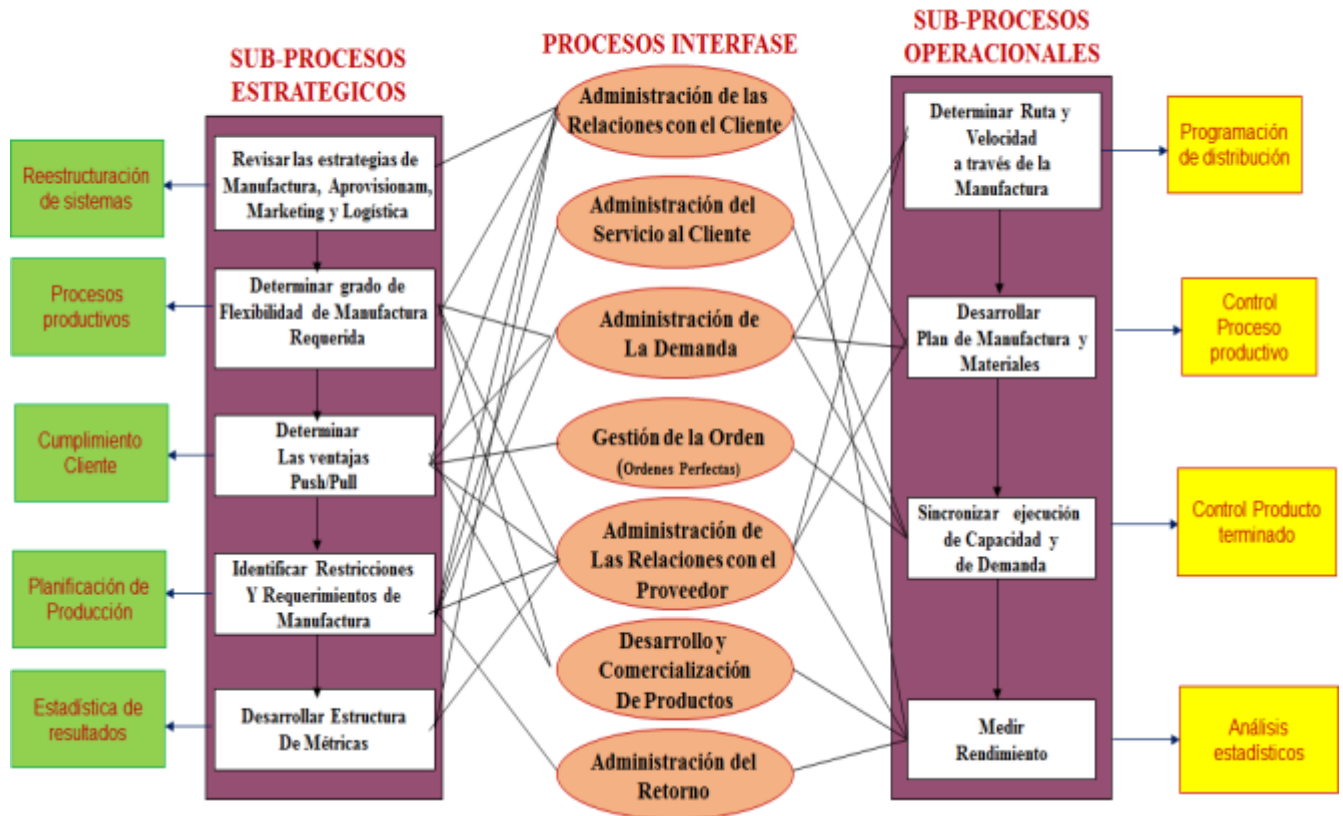 SUB-PROCESOS
ESTRATEGICOS
Reestructuración
de sistemas
Procesos
productivos
Cumplimiento
Cliente
Planificación de
Producción
Estadística de
resultados
Revisar las estrategias de
Manufactura, Aprovisionam,
Marketing y Logística
Determinar grado de
Flexibilidad de Manufactura
Requerida
Determinar
Las ventajas
Push/Pull
Identificar Restricciones
Y Requerimientos de
Manufactura
Desarrollar Estructura
De Métricas
PROCESOS INTERFASE
Administración de las
Relaciones con el Cliente
Administración del
Servicio al Cliente
Administración de
La Demanda
Gestión de la Orden
(Ordenes Perfectas)
Administración de
Las Relaciones con el
Proveedor
Desarrollo y
Comercialización
De Productos
Administración del
Retorno
SUB-PROCESOS
OPERACIONALES
Determinar Ruta y
Velocidad
a través de la
Manufactura
Desarrollar
Plan de Manufactura y
Materiales
Sincronizar ejecución
de Capacidad y
de Demanda
Medir
Rendimiento
Programación
de distribución
Control
Proceso
productivo
Control Producto
terminado
Análisis
estadísticos